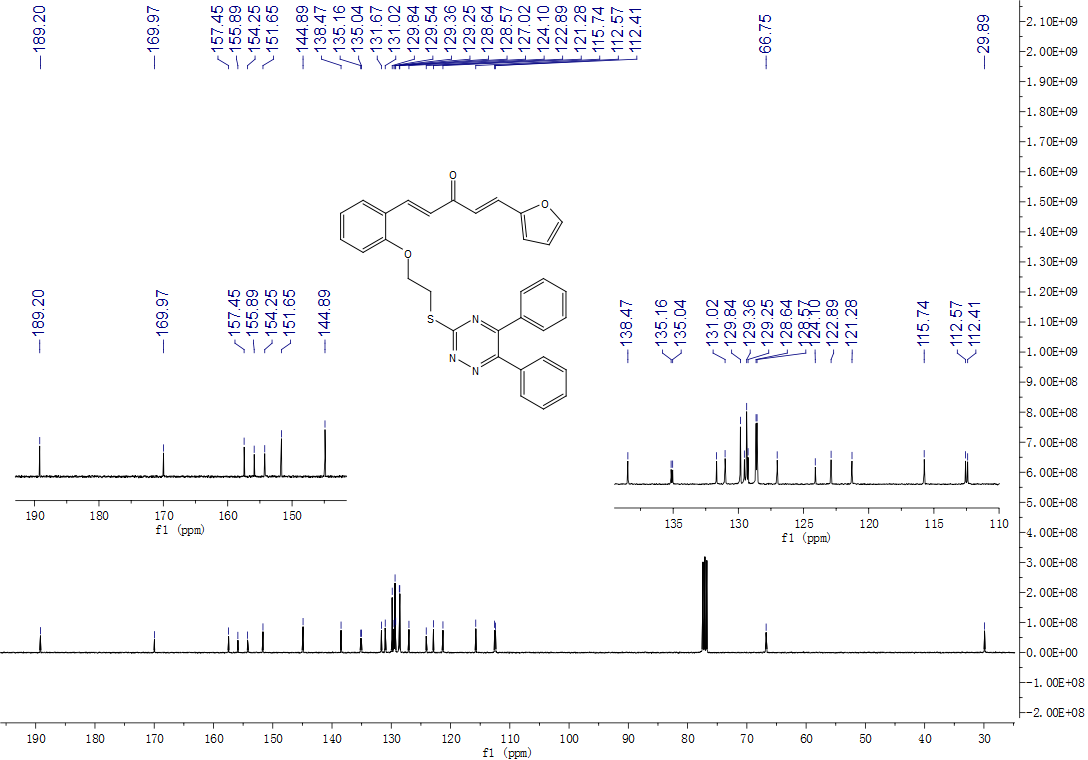 189.20
169.97
157.45
155.89
154.25
151.65
144.89
138.47
135.16
135.04
131.67
131.02
129.84
129.54
129.36
129.25
128.64
128.57
127.02
124.10
122.89
121.28
115.74
112.57
112.41
66.75
29.89
O
O
O
S
N
N
N
189.20
169.97
157.45
155.89
154.25
151.65
144.89
190 180 170 160 150
f1 (ppm)
138.47
135.16
135.04
131.02
129.84
129.36
129.25
128.64
128.57
124.10
122.89
121.28
115.74
112.57
112.41
135 130 125 120 115 110
f1 (ppm)
2.10E+09
2.00E+09
1.90E+09
1.80E+09
1.70E+09
1.60E+09
1.50E+09
1.40E+09
1.30E+09
1.20E+09
1.10E+09
1.00E+09
9.00E+08
8.00E+08
7.00E+08
6.00E+08
5.00E+08
4.00E+08
3.00E+08
2.00E+08
1.00E+08
0.00E+00
-1.00E+08
-2.00E+08
190 180 170 160 150 140 130 120 110 100 90 80 70 60 50 40 30
f1 (ppm)